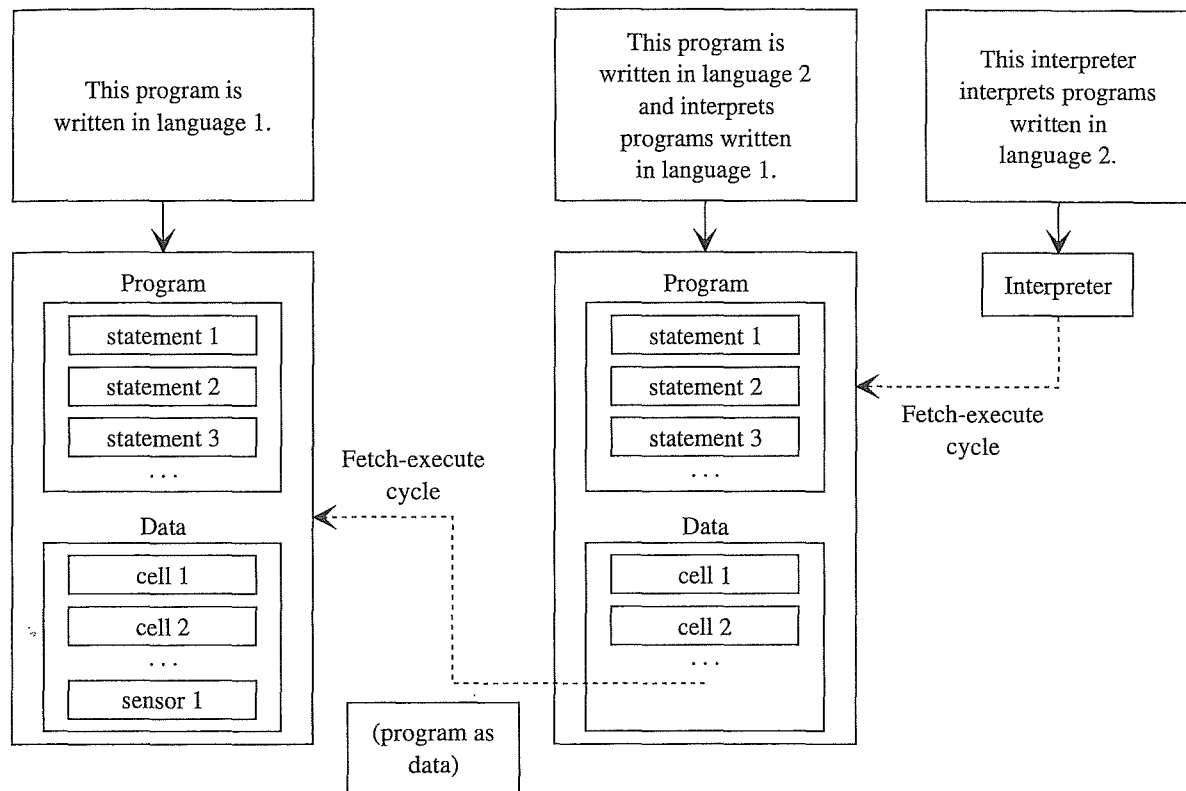 This program is
written in language 1.
This program is
written in language 2
and interprets
programs written
in language 1.
This interpreter
interprets programs
written in
language 2.
Program
statement 1
statement 2
statement 3
. . .
Data
cell 1
cell 2
. . .
sensor 1
Fetch-execute
cycle
(program as
data)
Program
statement 1
statement 2
statement 3
. . .
Data
cell 1
cell 2
. . .
Interpreter
Fetch-execute
cycle